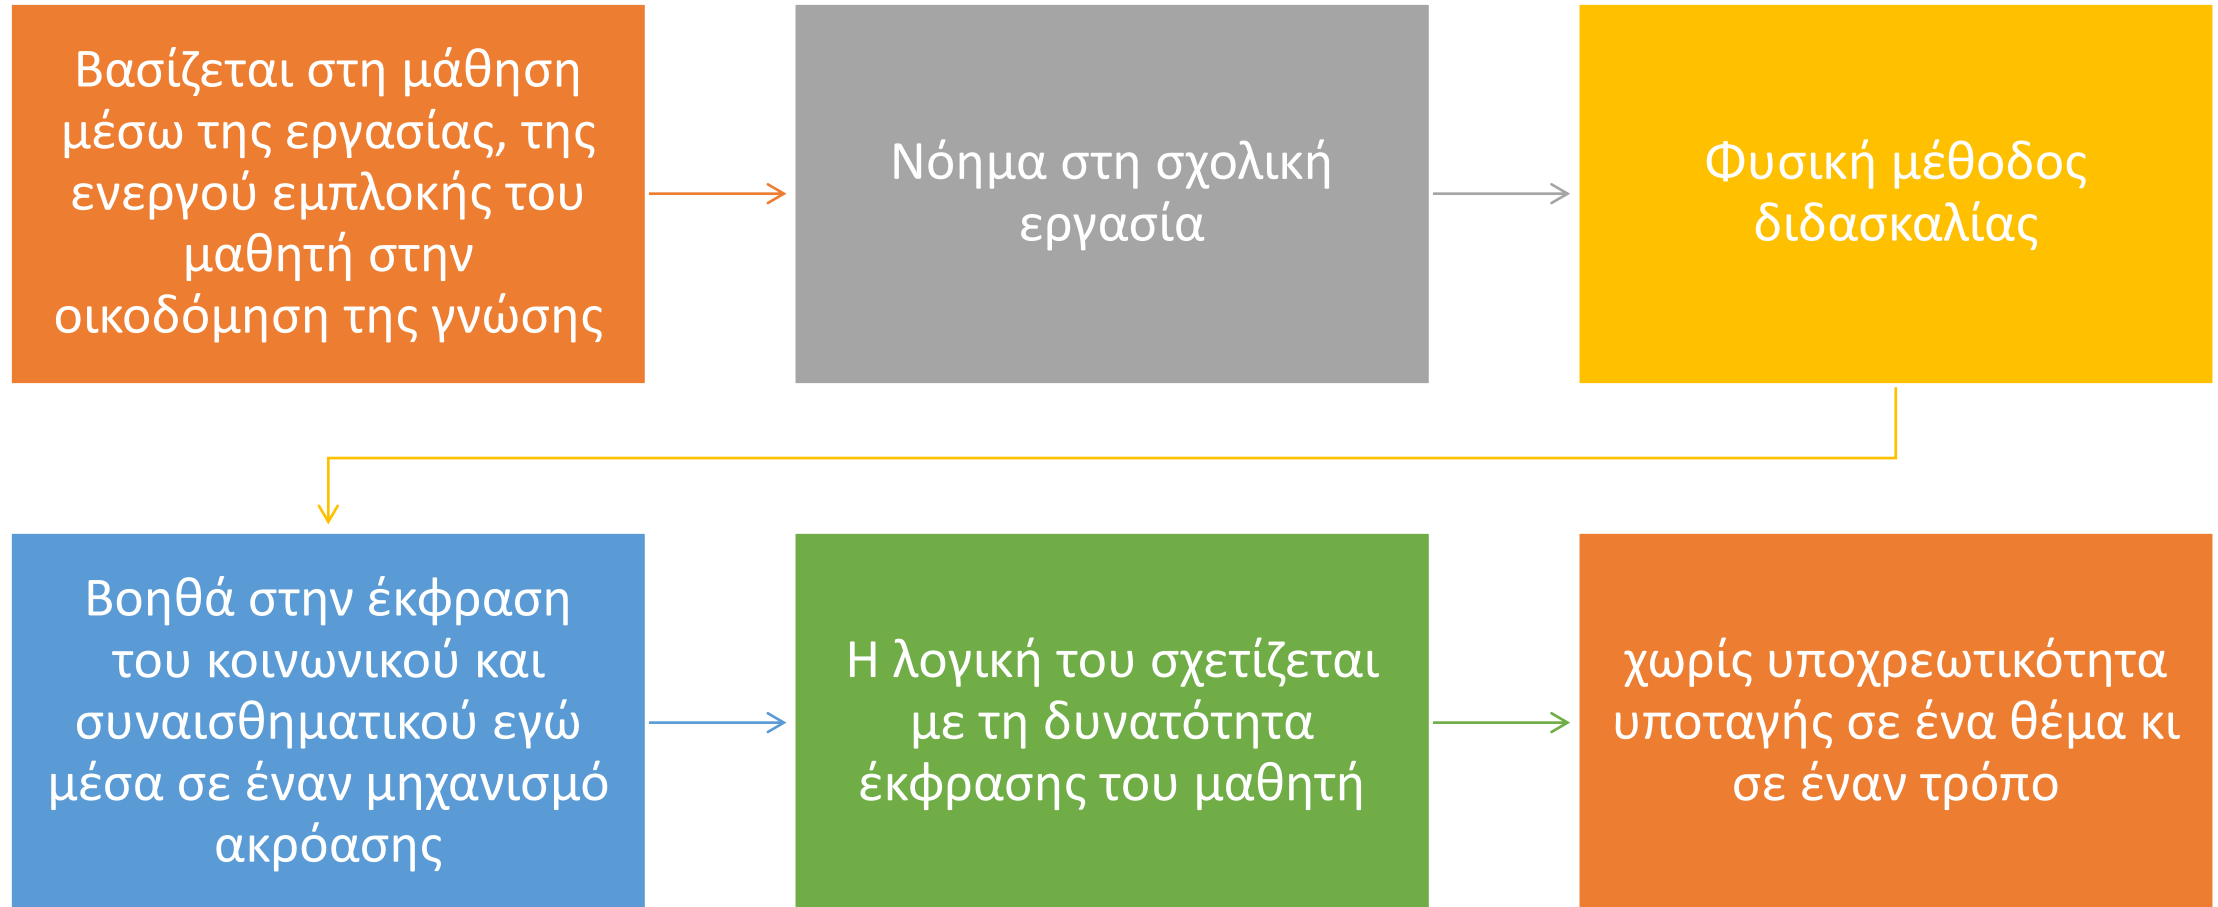 Βασίζεται στη μάθηση
μέσω της εργασίας, της
ενεργού εμπλοκής του
μαθητή στην
οικοδόμηση της γνώσης
Νόημα στη σχολική
εργασία
Φυσική μέθοδος
διδασκαλίας
Βοηθά στην έκφραση
του κοινωνικού και
συναισθηματικού εγώ
μέσα σε έναν μηχανισμό
ακρόασης
Η λογική του σχετίζεται
με τη δυνατότητα
έκφρασης του μαθητή
χωρίς υποχρεωτικότητα
υποταγής σε ένα θέμα κι
σε έναν τρόπο